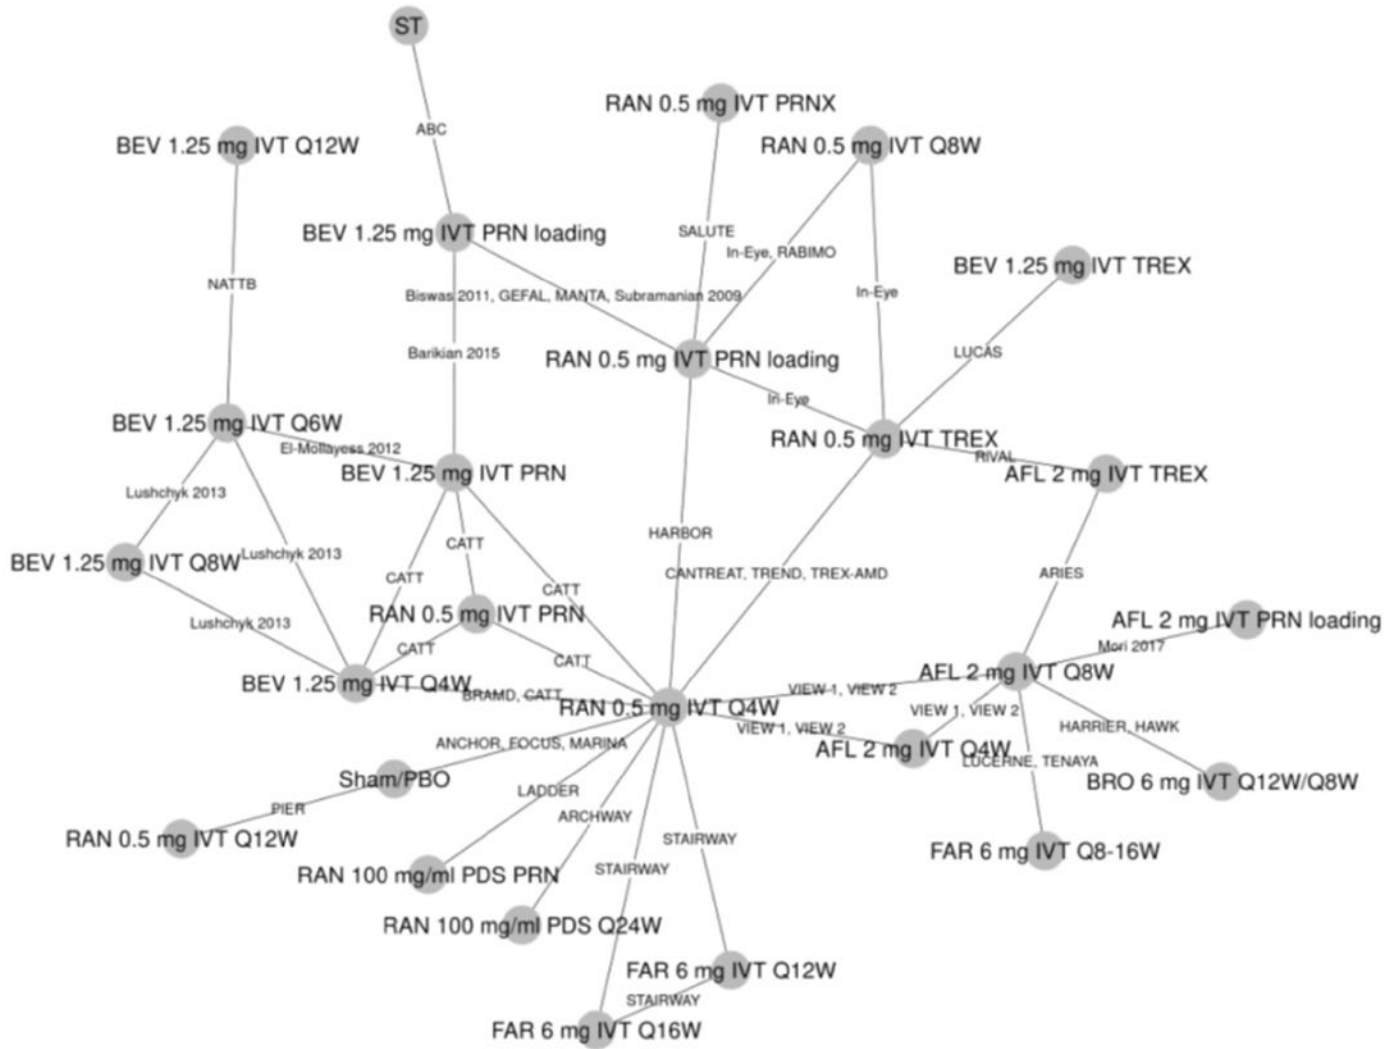 ST
RAN 0.5 mg IVT PRNX
ABC
BEV 1.25 mg IVT Q12W
RAN 0.5 mg IVT Q8W
BEV 1.25 mg IVT PRN loading
SALUTE
In-Eye, RABIMO
BEV 1.25 mg IVT TREX
NATTB
In-Eye
Biswas 2011, GEFAL, MANTA, Subramanian 2009
Barikian 2015
LUCAS
RAN 0.5 mg IVT PRN loading
In-Eye
BEV 1.25 mg IVT Q6W
RAN 0.5 mg IVT TREX
El-Mollayess 2012
RIVAL
BEV 1.25 mg IVT PRN
AFL 2 mg IVT TREX
Lushchyk 2013
HARBOR
CATT
Lushchyk 2013
BEV 1.25 mg IVT Q8W
CANTREAT, TREND, TREX-AMD
ARIES
CATT
CATT
RAN 0.5 mg IVT PRN
AFL 2 mg IVT PRN loading
Lushchyk 2013
Mori 2017
CATT
CATT
AFL 2 mg IVT Q8W
BEV 1.25 mg IVT Q4W
VIEW 1, VIEW 2
BRAMD, CATT
RAN 0.5 mg IVT Q4W
VIEW 1, VIEW 2
VIEW 1, VIEW 2
HARRIER, HAWK
ANCHOR, FOCUS, MARINA
AFL 2 mg IVT Q4W
LUCERNE, TENAYA
Sham/PBO
BRO 6 mg IVT Q12W/Q8W
LADDER
PIER
ARCHWAY
RAN 0.5 mg IVT Q12W
STAIRWAY
FAR 6 mg IVT Q8-16W
STAIRWAY
RAN 100 mg/ml PDS PRN
RAN 100 mg/ml PDS Q24W
FAR 6 mg IVT Q12W
STAIRWAY
FAR 6 mg IVT Q16W